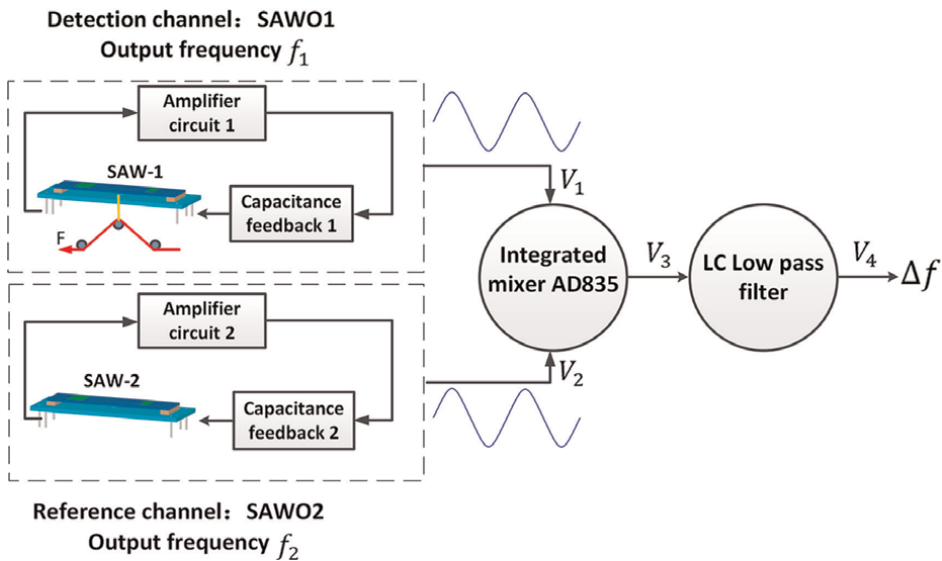 Detection channel: SAWO1
Output frequency f₁
Amplifier
circuit 1
SAW-1
Capacitance
feedback 1
F
V₁
Integrated
mixer AD835
V₃
LC Low pass
filter
V₄
Δf
V₂
Amplifier
circuit 2
SAW-2
Capacitance
feedback 2
Reference channel: SAWO2
Output frequency f₂